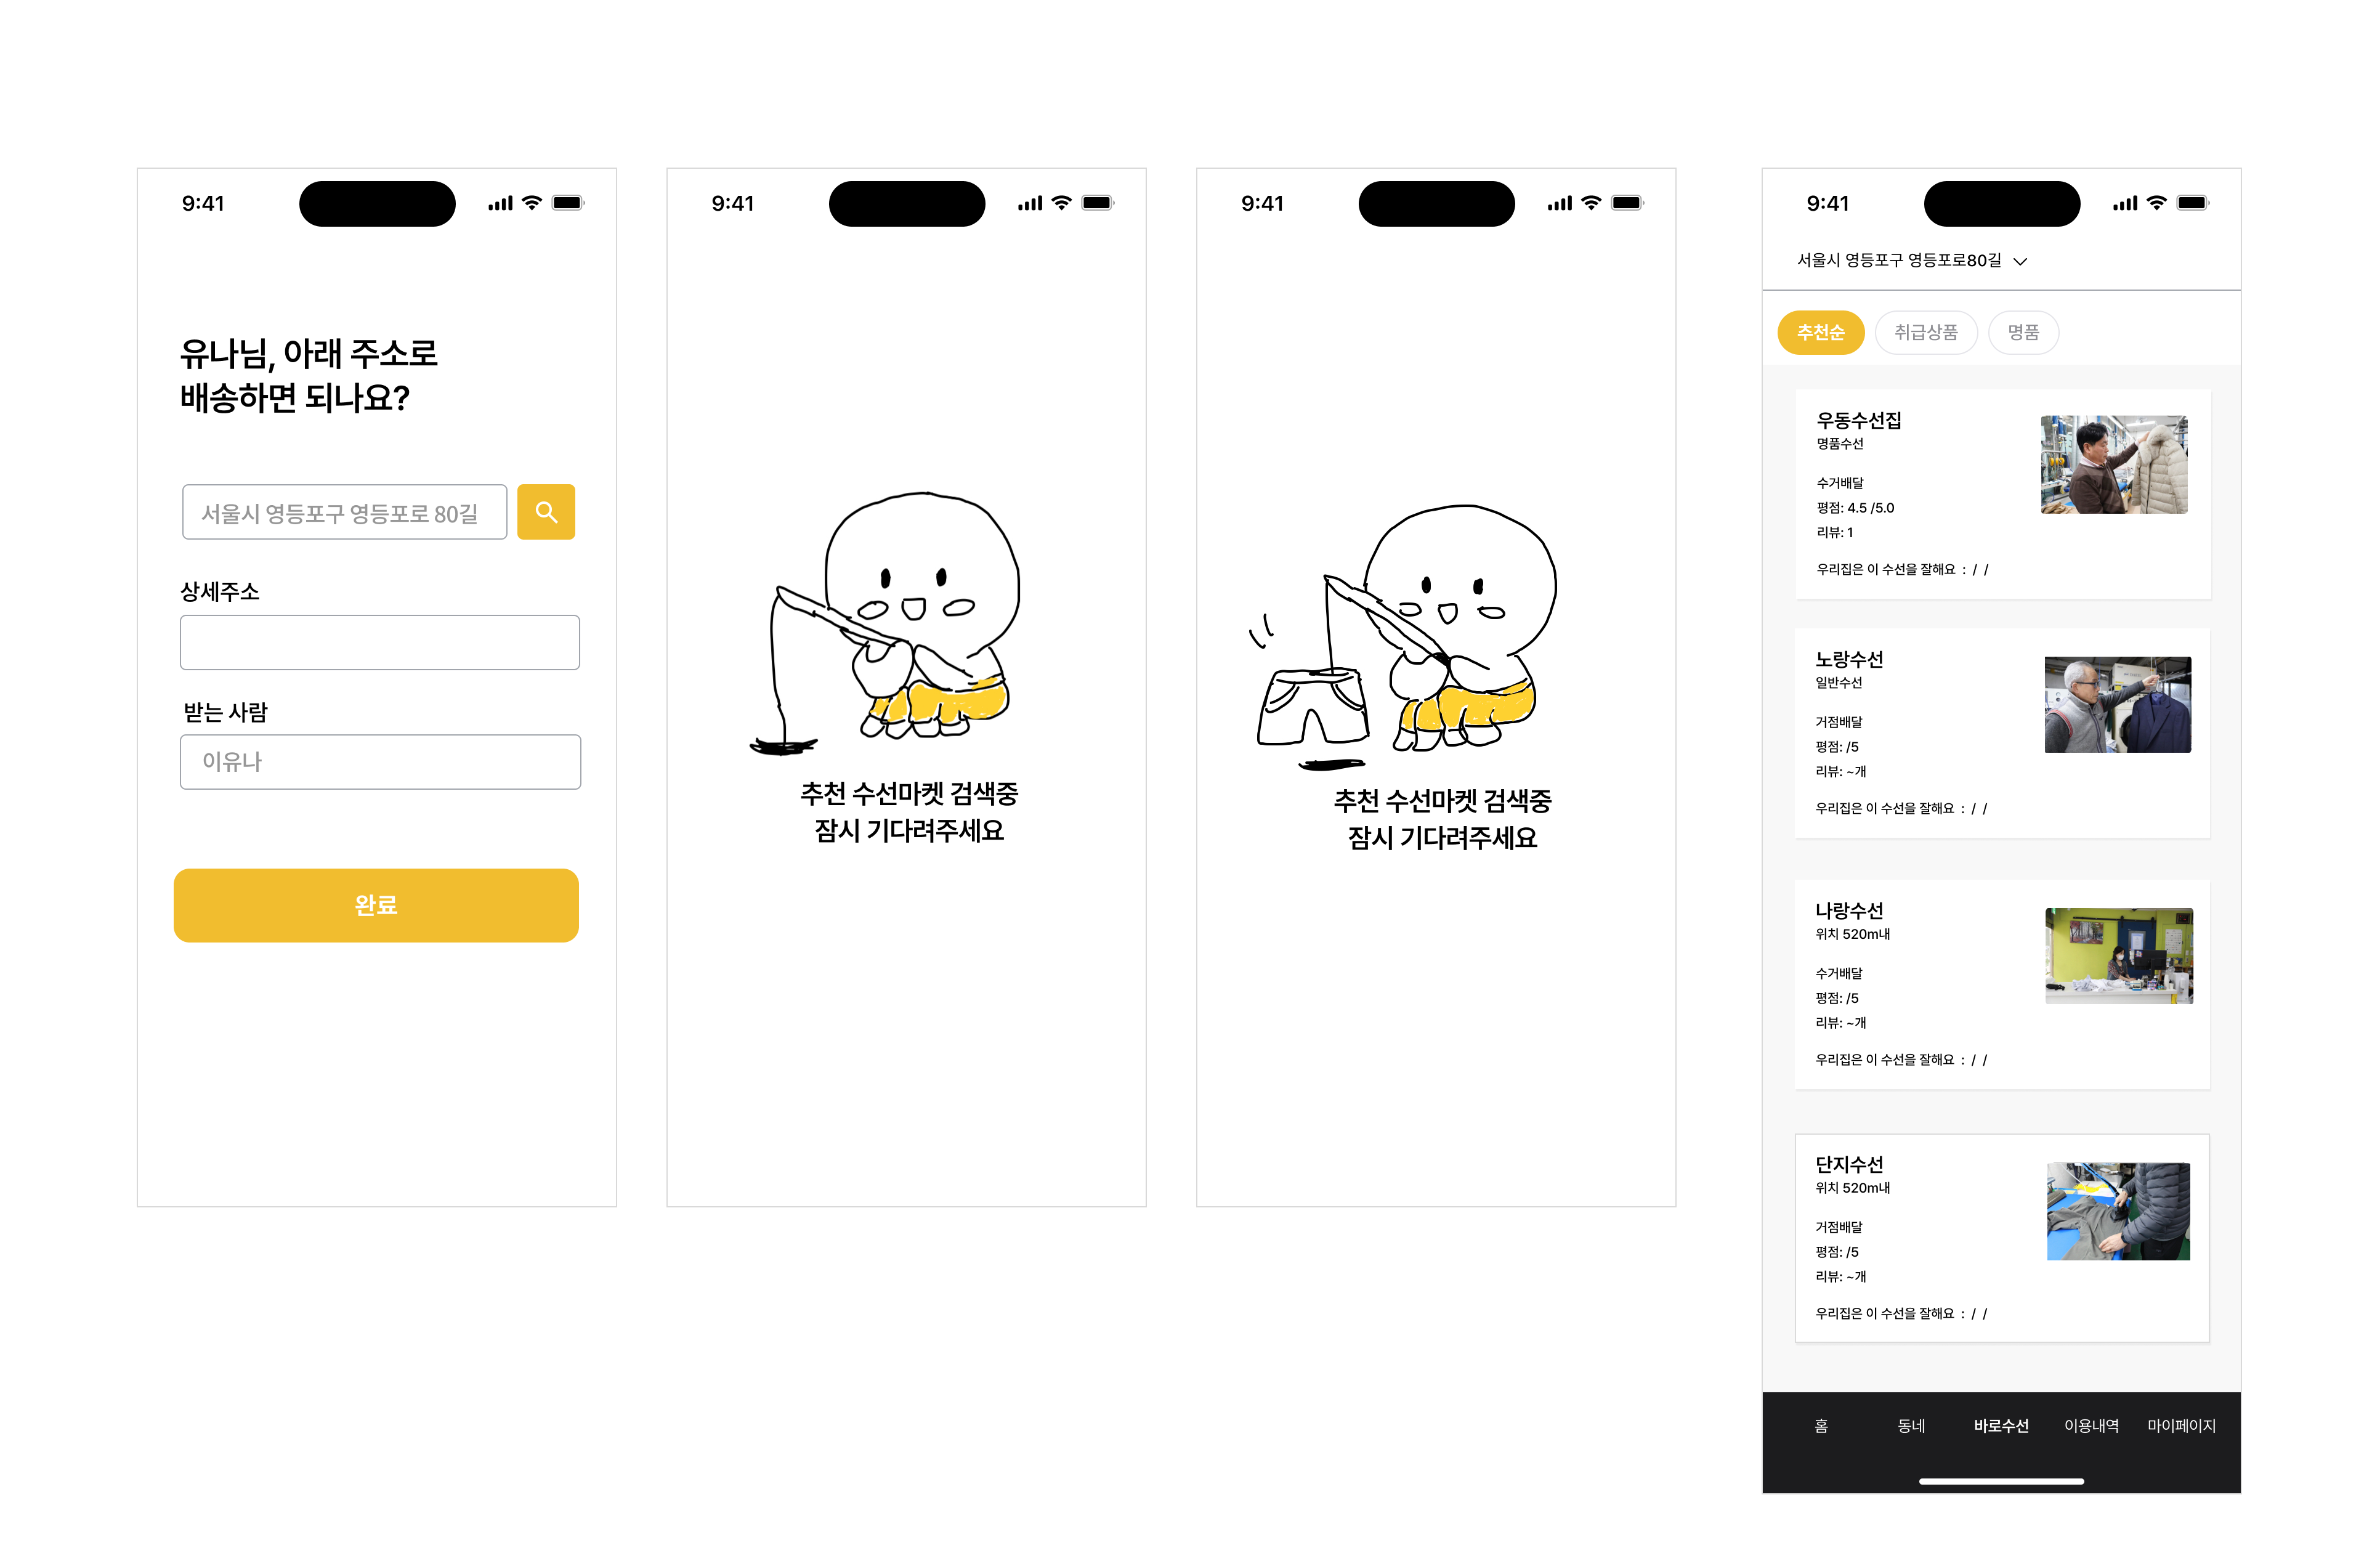 9:41
유나님, 아래 주소로
배송하면 되나요?
서울시 영등포구 영등포로 80길
상세주소
받는 사람
이유나
완료
9:41
추천 수선마켓 검색중
잠시 기다려주세요
9:41
추천 수선마켓 검색중
잠시 기다려주세요
9:41
서울시 영등포구 영등포로80길
추천순 취급상품 명품
우동수선집
명품수선
수거배달
평점: 4.5 /5.0
리뷰: 1
우리집은 이 수선을 잘해요 : / /
노랑수선
일반수선
거점배달
평점: /5
리뷰: ~개
우리집은 이 수선을 잘해요 : / /
나랑수선
위치 520m내
수거배달
평점: /5
리뷰: ~개
우리집은 이 수선을 잘해요 : / /
단지수선
위치 520m내
거점배달
평점: /5
리뷰: ~개
우리집은 이 수선을 잘해요 : / /
홈 동네 바로수선 이용내역 마이페이지